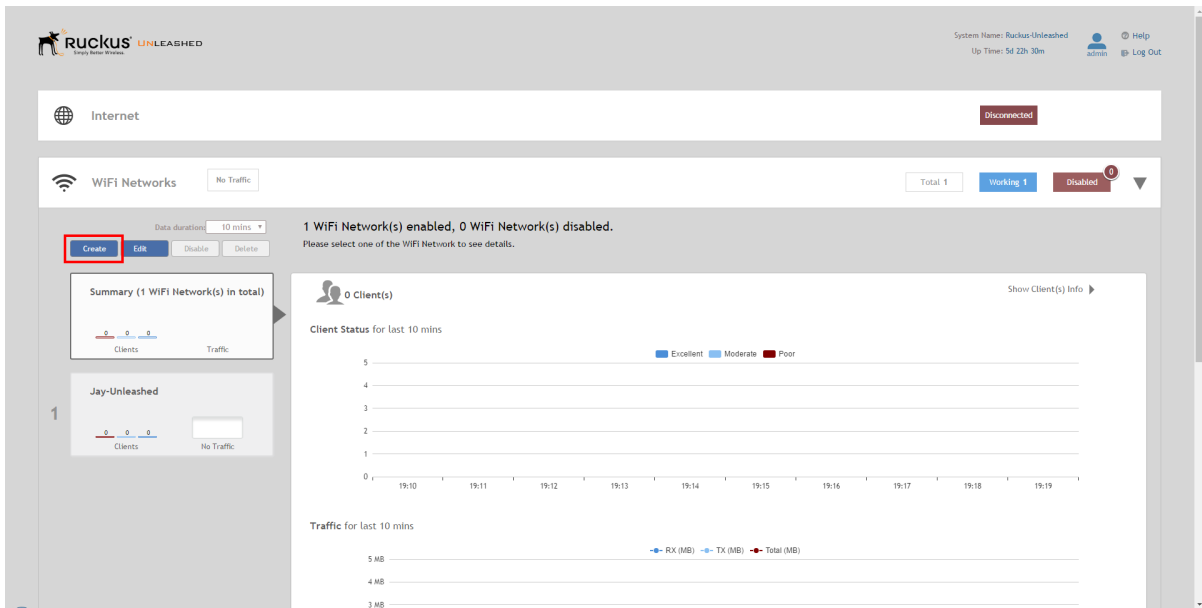 Ruckus UNLEASHED
Simply Better Wireless.
System Name: Ruckus-Unleashed
Up Time: 5d 22h 30m
admin
Help
Log Out
Internet
Disconnected
WiFi Networks
No Traffic
Total 1
Working 1
Disabled
0
Data duration: 10 mins
Create
Edit
Disable
Delete
1 WiFi Network(s) enabled, 0 WiFi Network(s) disabled.
Please select one of the WiFi Network to see details.
Summary (1 WiFi Network(s) in total)
0 0 0
Clients
Traffic
1
Jay-Unleashed
0 0 0
Clients
No Traffic
0 Client(s)
Show Client(s) Info
Client Status for last 10 mins
Excellent Moderate Poor
5
4
3
2
1
0
19:10 19:11 19:12 19:13 19:14 19:15 19:16 19:17 19:18 19:19
Traffic for last 10 mins
RX (MB) TX (MB) Total (MB)
5 MB
4 MB
3 MB